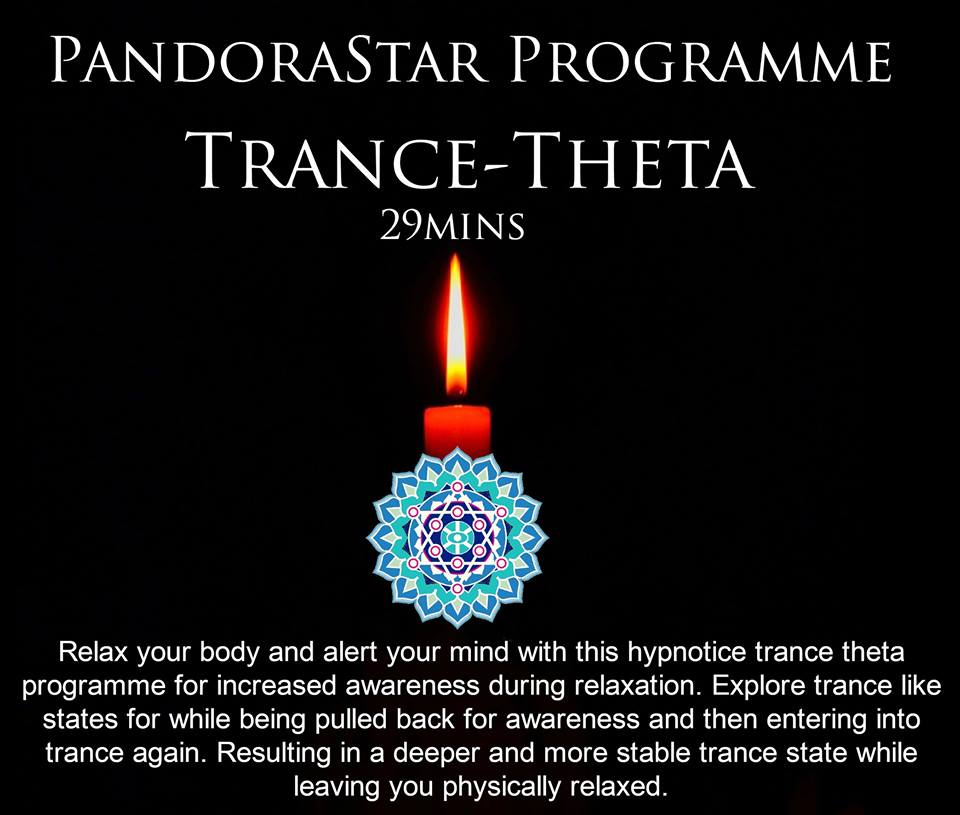 PandoraStar Programme
Trance-Theta
29mins
Relax your body and alert your mind with this hypnotice trance theta
programme for increased awareness during relaxation. Explore trance like
states for while being pulled back for awareness and then entering into
trance again. Resulting in a deeper and more stable trance state while
leaving you physically relaxed.